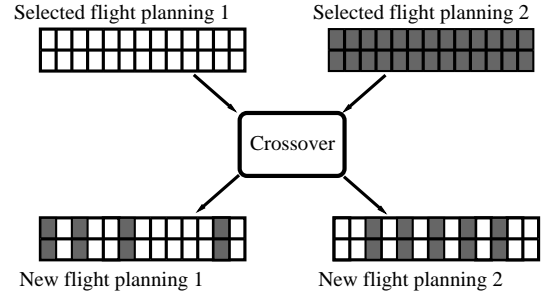 Selected flight planning 1
Selected flight planning 2
Crossover
New flight planning 1
New flight planning 2